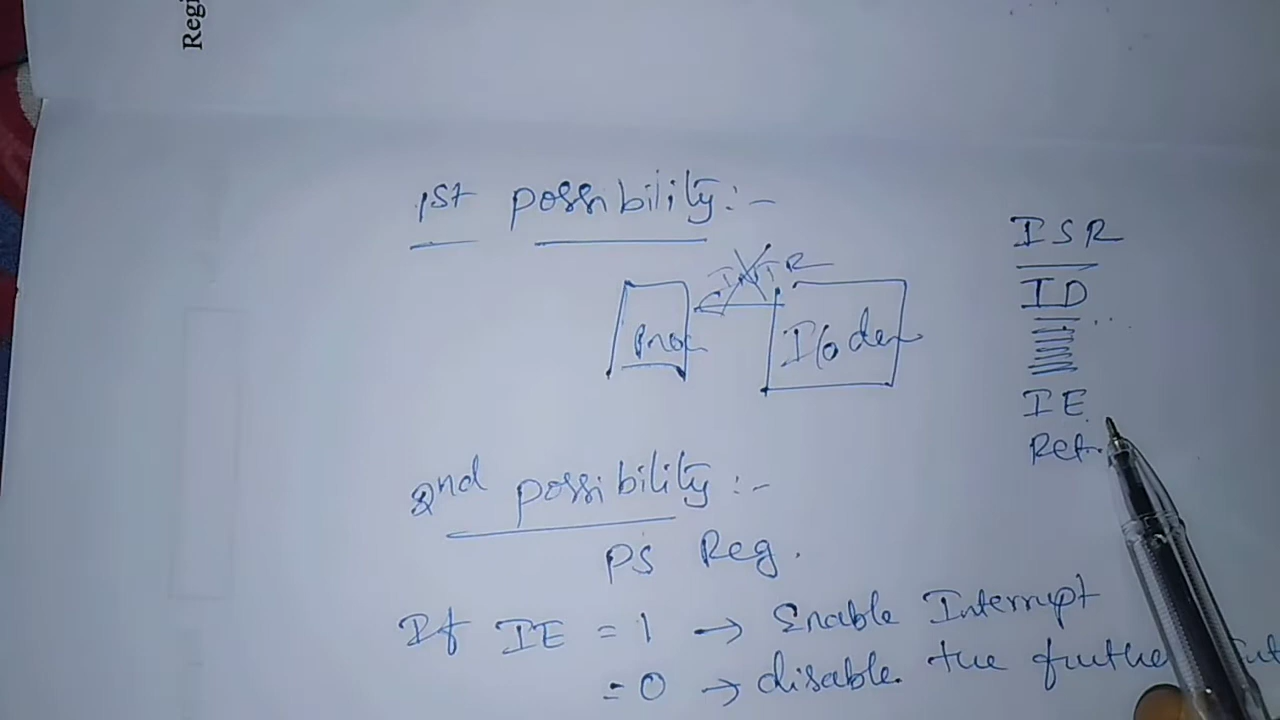 Regi
1st possibility:-
INTR
Proc
I/O dev
ISR
ID
IE
Ret.
2nd possibility:-
PS Reg.
If IE = 1 → Enable Interrupt
= 0 → disable the further